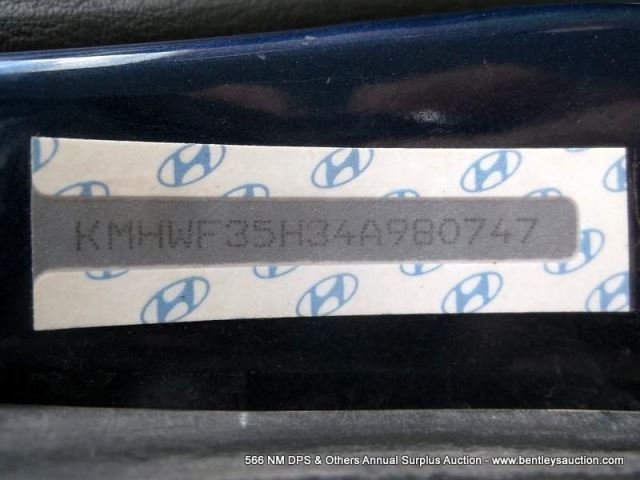 KMHWF35H34A980747
566 NM DPS & Others Annual Surplus Auction - www.bentleysauction.com